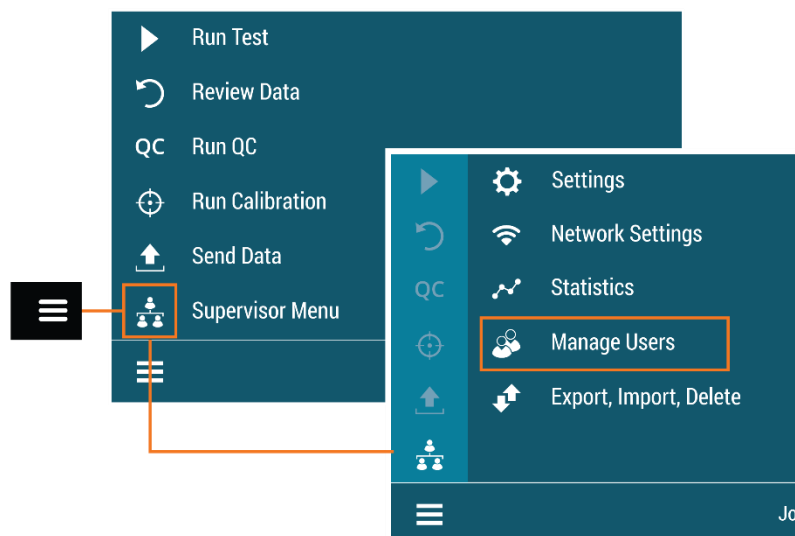 Run Test
Review Data
QC Run QC
Run Calibration
Send Data
Supervisor Menu
Settings
Network Settings
QC
Statistics
Manage Users
Export, Import, Delete
Jo